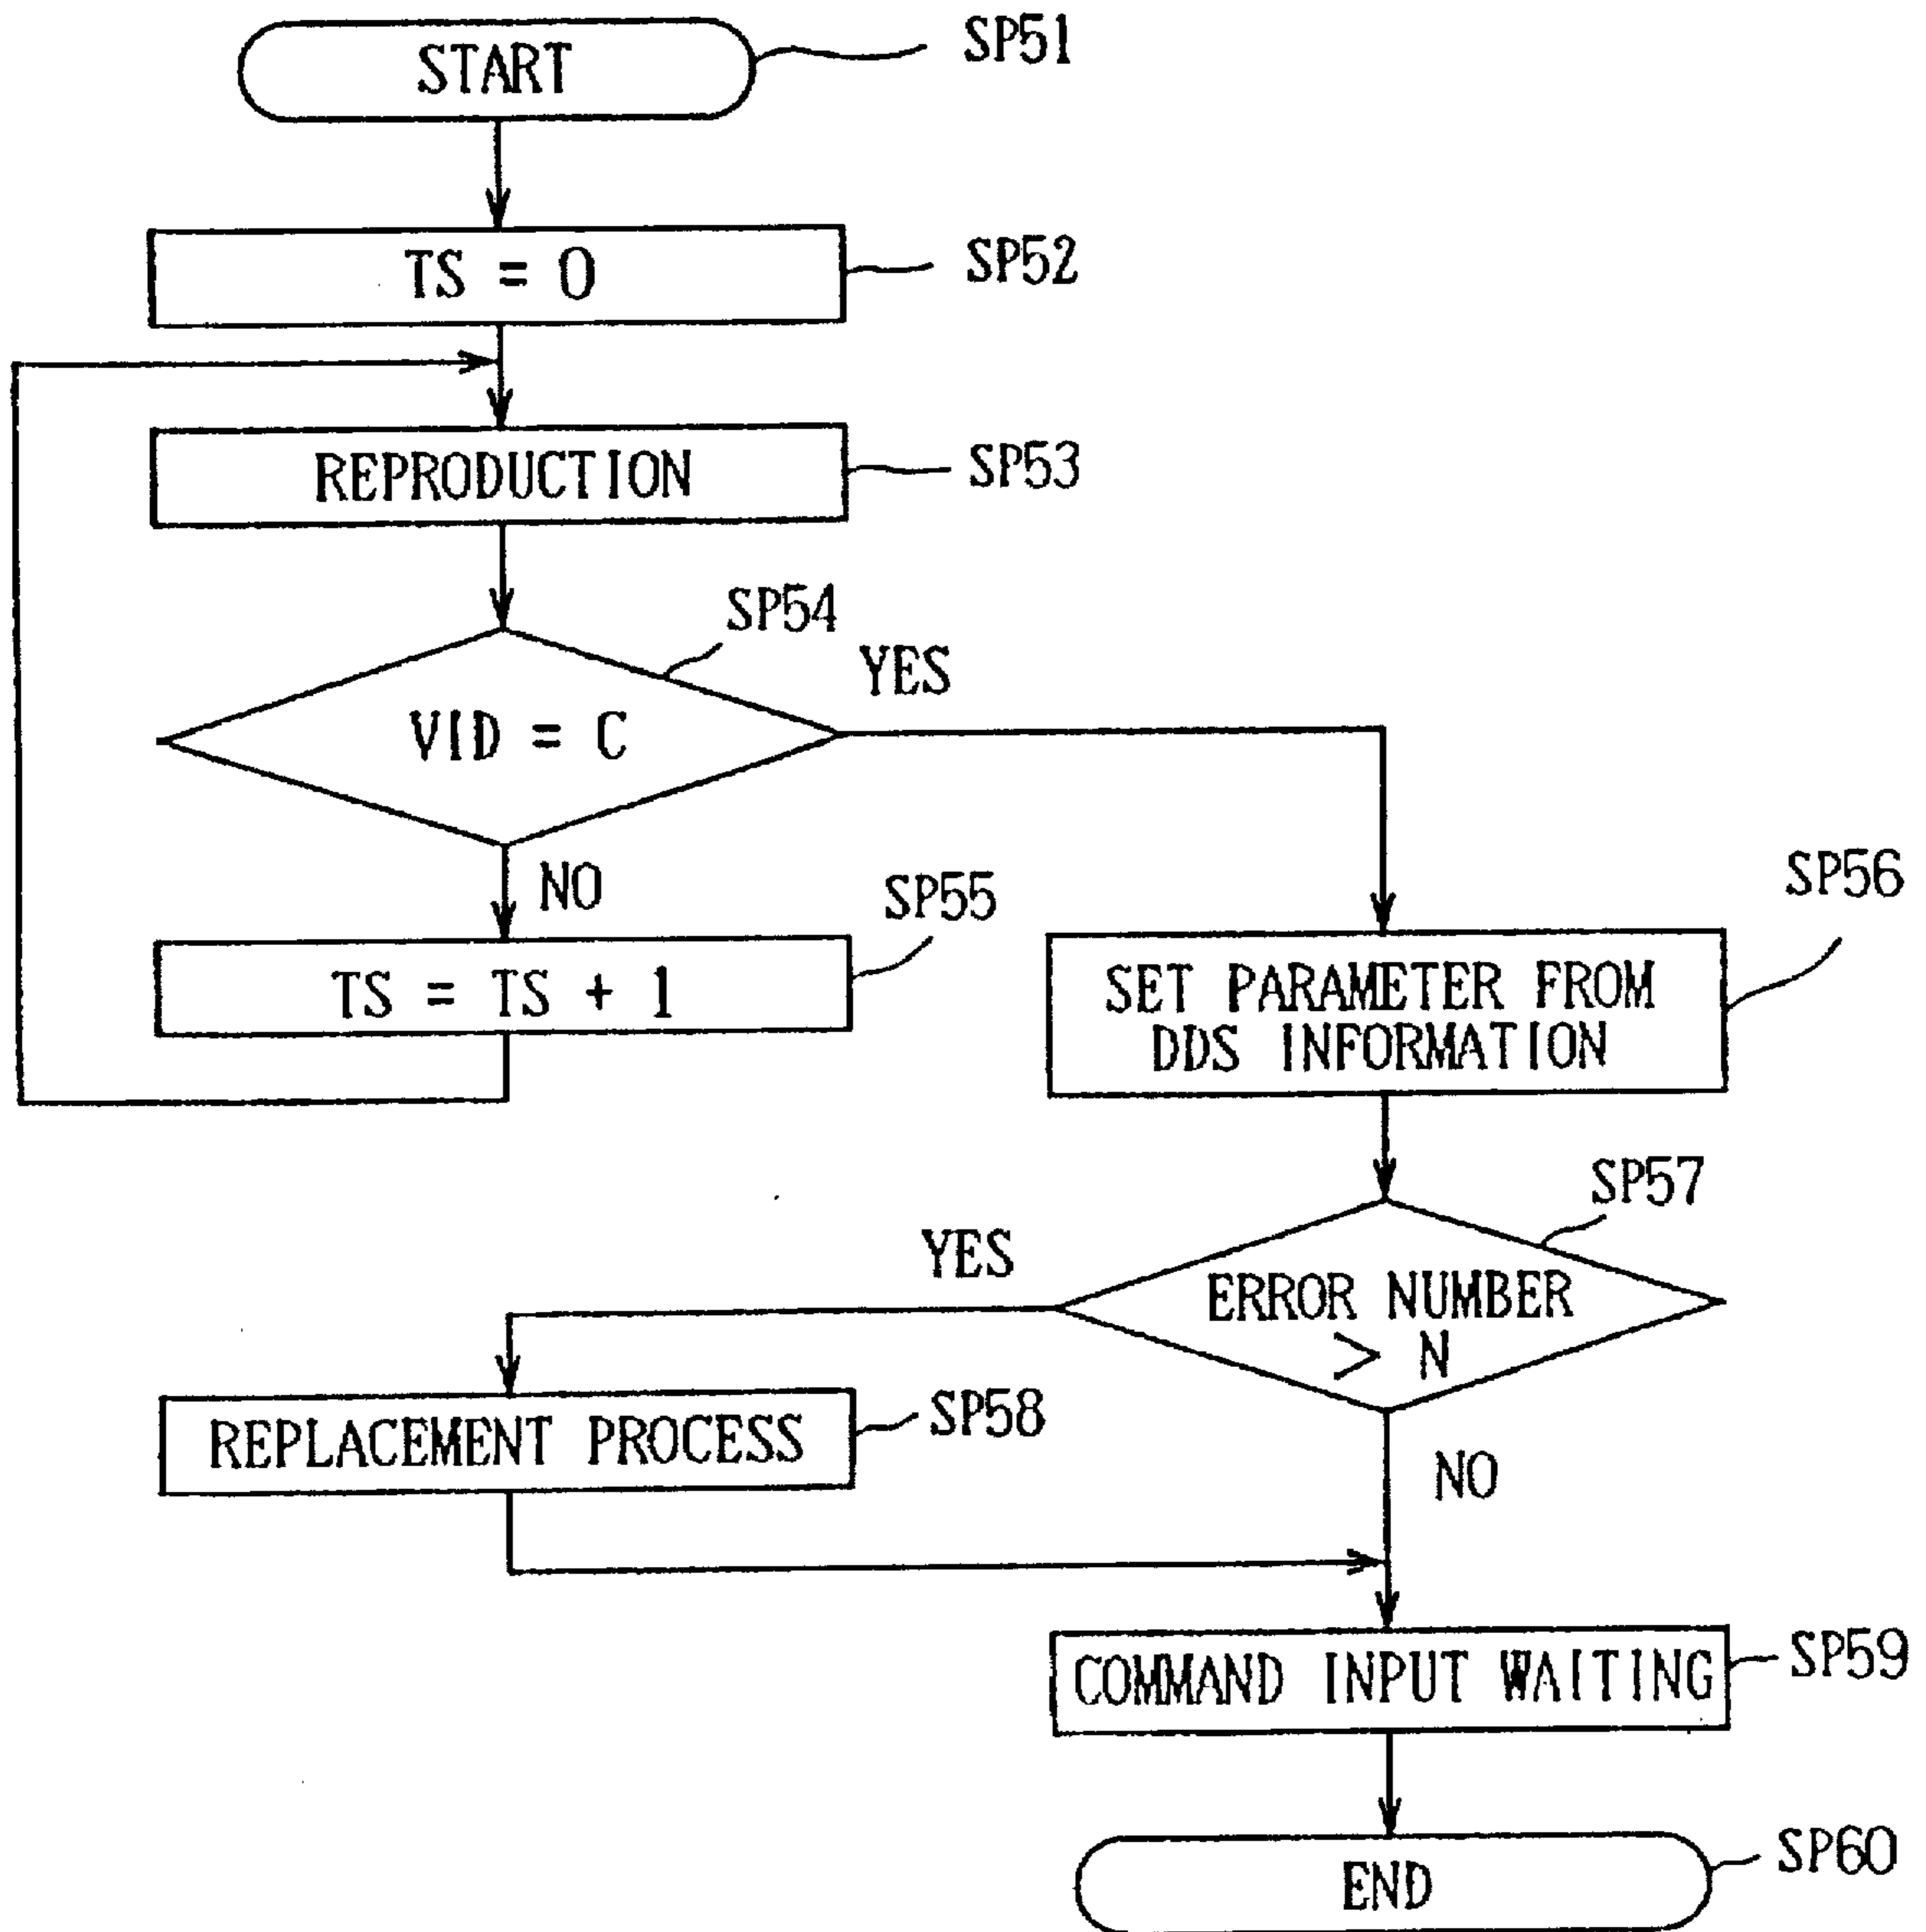 START
SP51
TS = 0
SP52
REPRODUCTION
SP53
SP54
VID = C
YES
NO
SP55
TS = TS + 1
SP56
SET PARAMETER FROM
DDS INFORMATION
SP57
ERROR NUMBER
> N
YES
NO
REPLACEMENT PROCESS
SP58
COMMAND INPUT WAITING
SP59
END
SP60